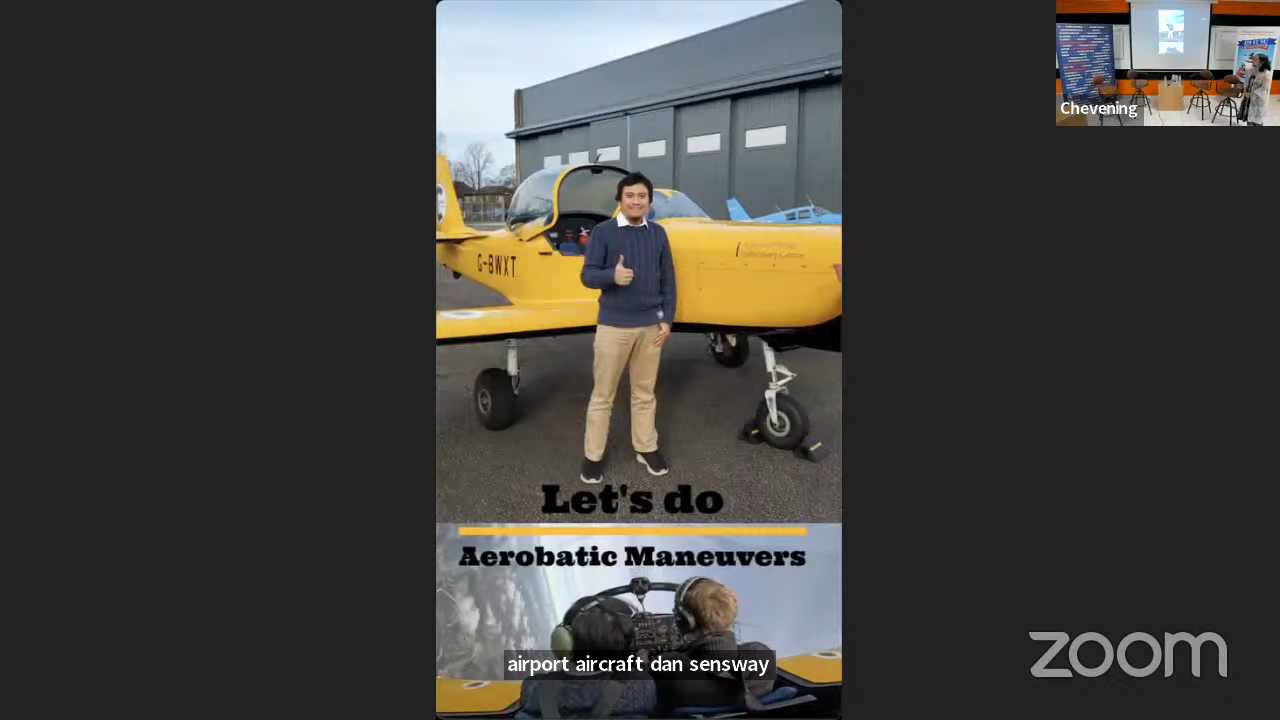 Chevening
G-BWXT
Let's do
Aerobatic Maneuvers
airport aircraft dan sensway
zoom